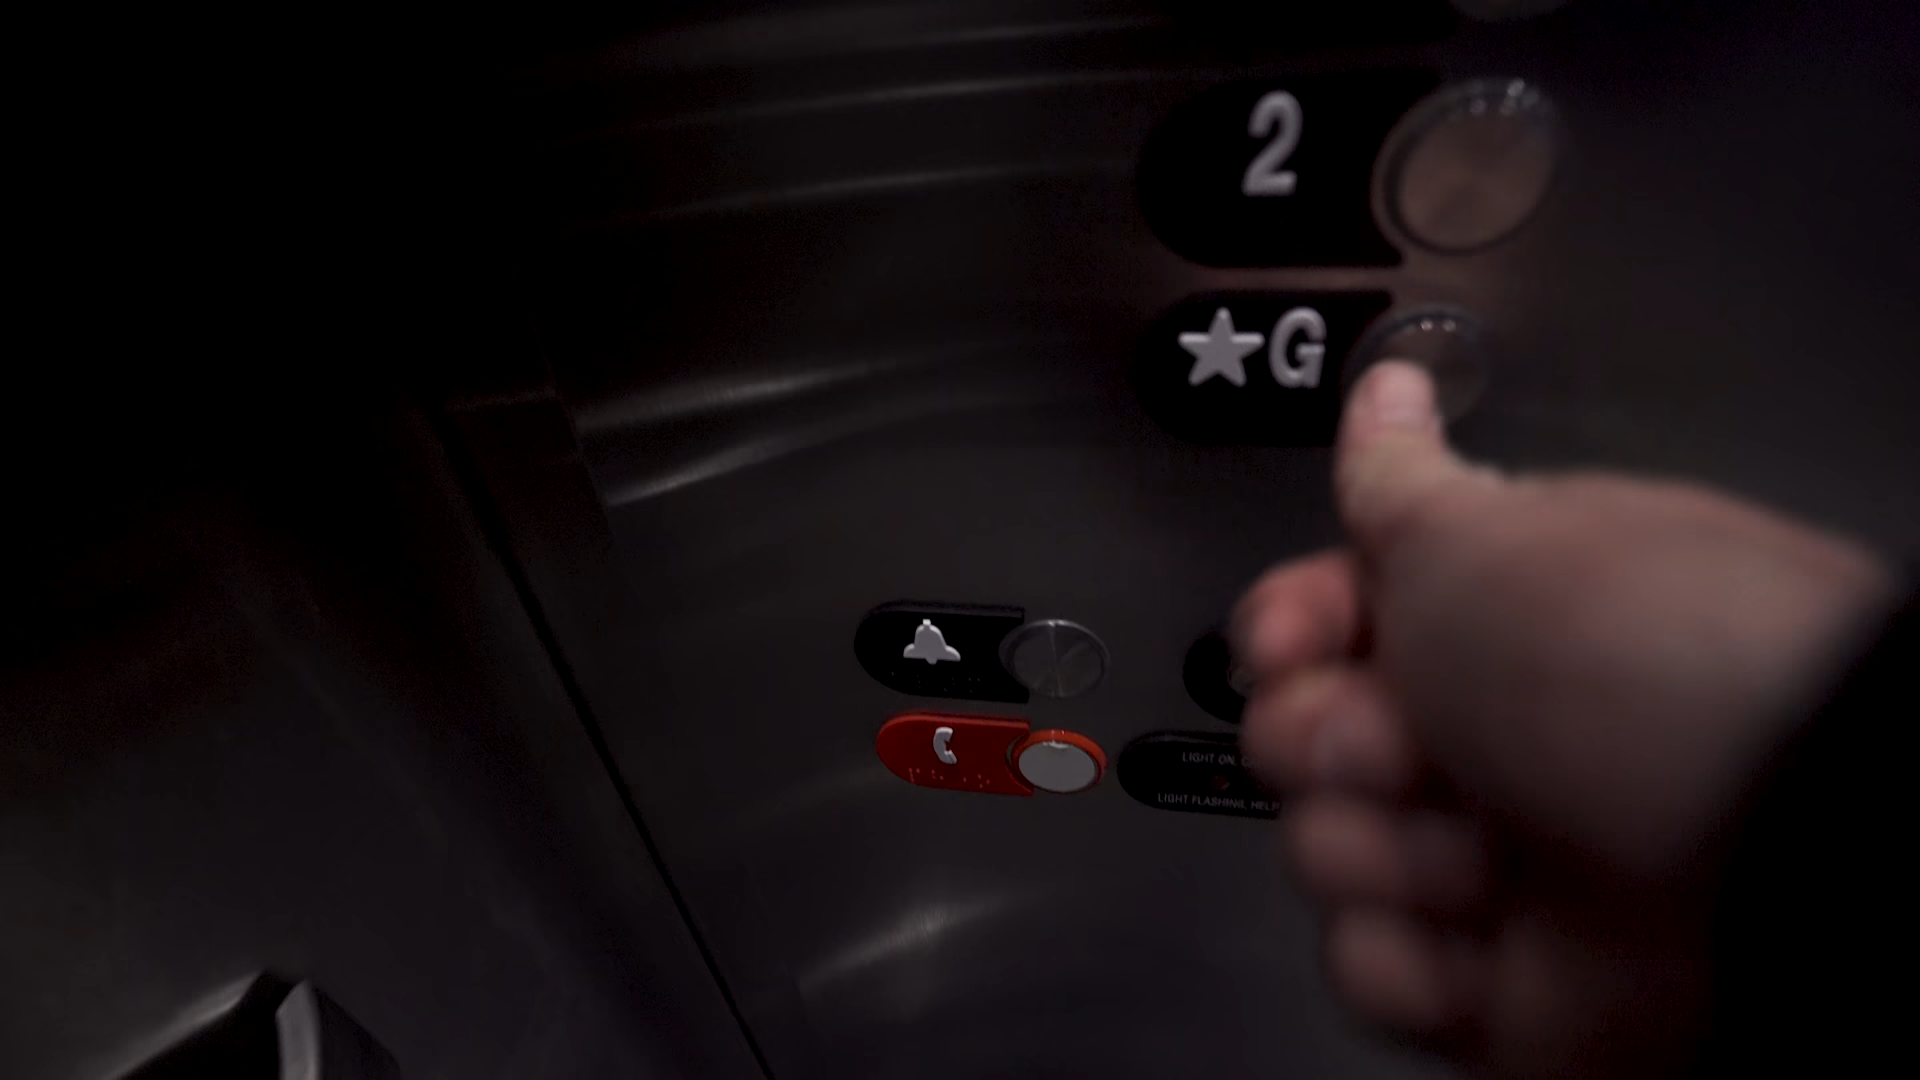 2
★G
LIGHT ON,
LIGHT FLASHING, HELP